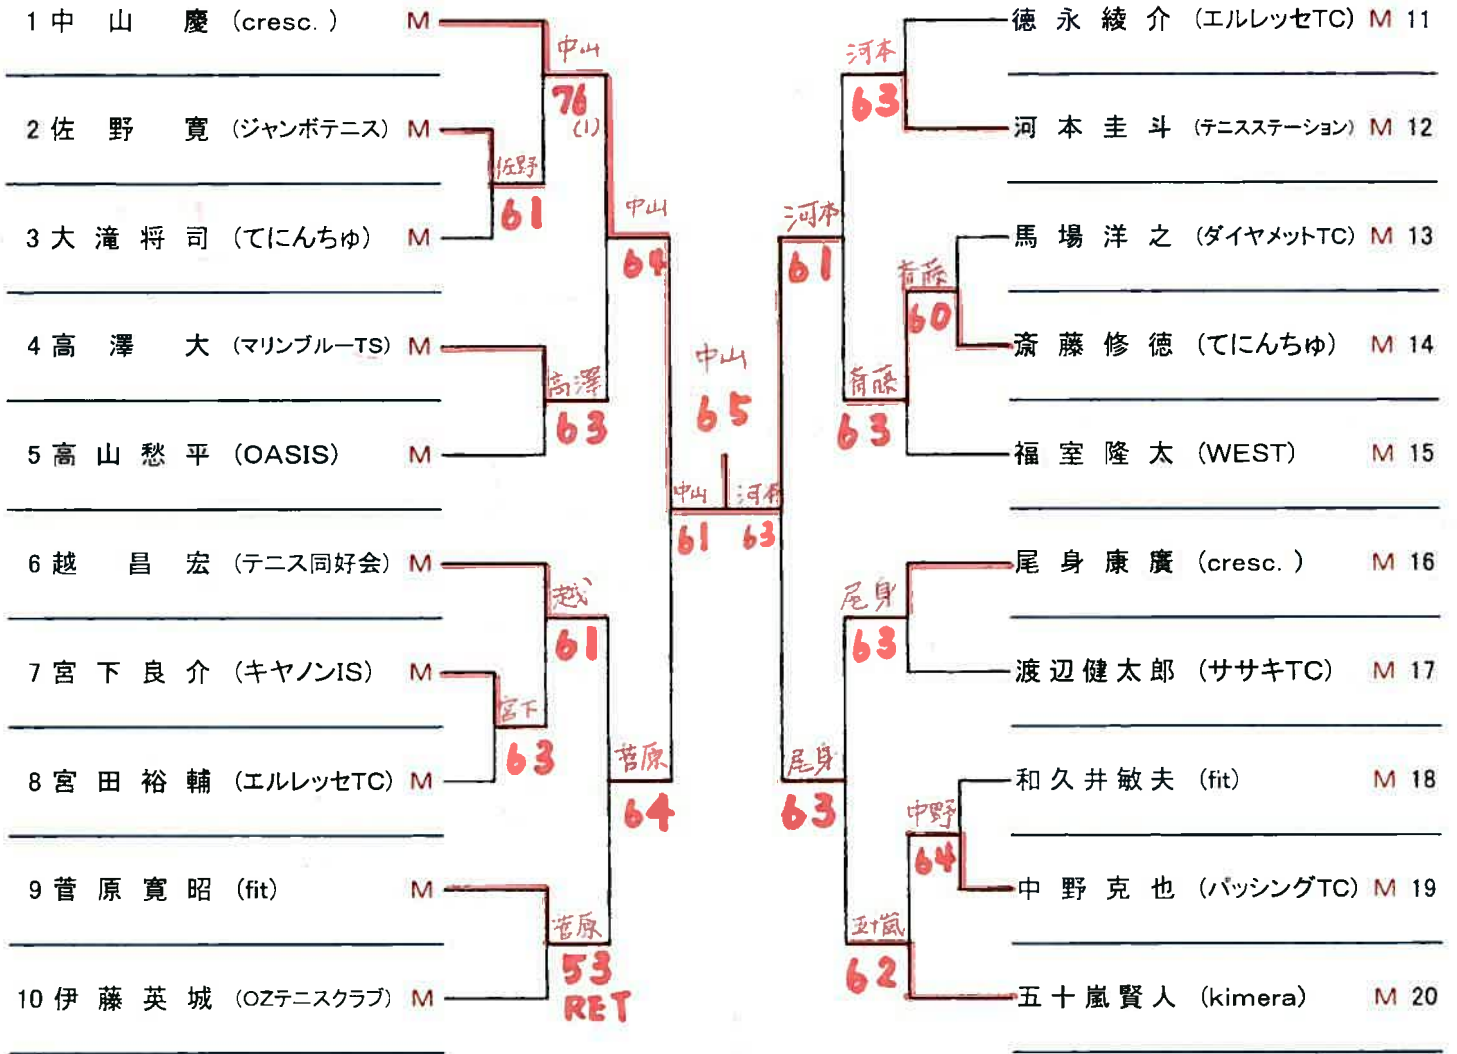 1 中山 慶 (cresc.) M
2 佐野 寛 (ジャンボテニス) M
3 大滝将司 (てにんちゅ) M
4 高澤 大 (マリンブルーTS) M
5 高山愁平 (OASIS) M
6 越 昌宏 (テニス同好会) M
7 宮下良介 (キヤノンIS) M
8 宮田裕輔 (エルレッセTC) M
9 菅原寛昭 (fit) M
10 伊藤英城 (OZテニスクラブ) M
中山
76
(1)
佐野
61
高澤
63
中山
64
越
61
宮下
63
菅原
64
菅原
53
RET
中山
61
中山
65
河本
63
河本
63
河本
61
斉藤
60
斉藤
63
尾身
63
尾身
63
中野
64
五十嵐
62
徳永綾介 (エルレッセTC) M 11
河本圭斗 (テニスステーション) M 12
馬場洋之 (ダイヤメットTC) M 13
斎藤修徳 (てにんちゅ) M 14
福室隆太 (WEST) M 15
尾身康廣 (cresc.) M 16
渡辺健太郎 (ササキTC) M 17
和久井敏夫 (fit) M 18
中野克也 (パッシングTC) M 19
五十嵐賢人 (kimera) M 20